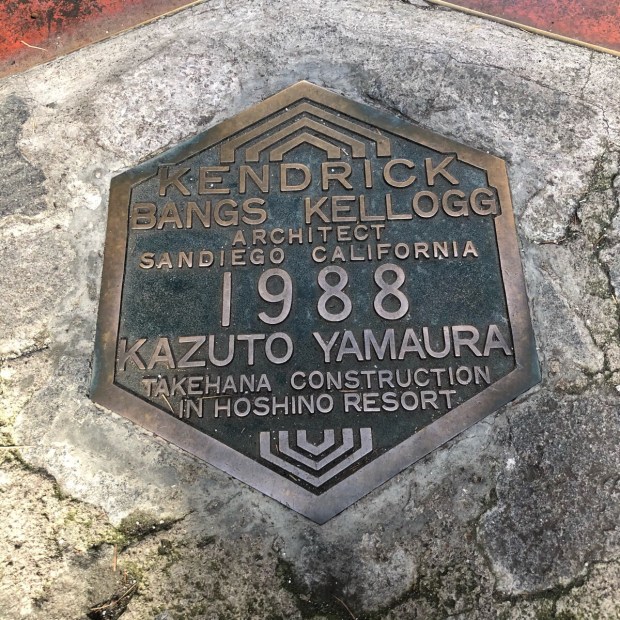 KENDRICK
BANGS KELLOGG
ARCHITECT
SANDIEGO CALIFORNIA
1988
KAZUTO YAMAURA
TAKEHANA CONSTRUCTION
IN HOSHINO RESORT